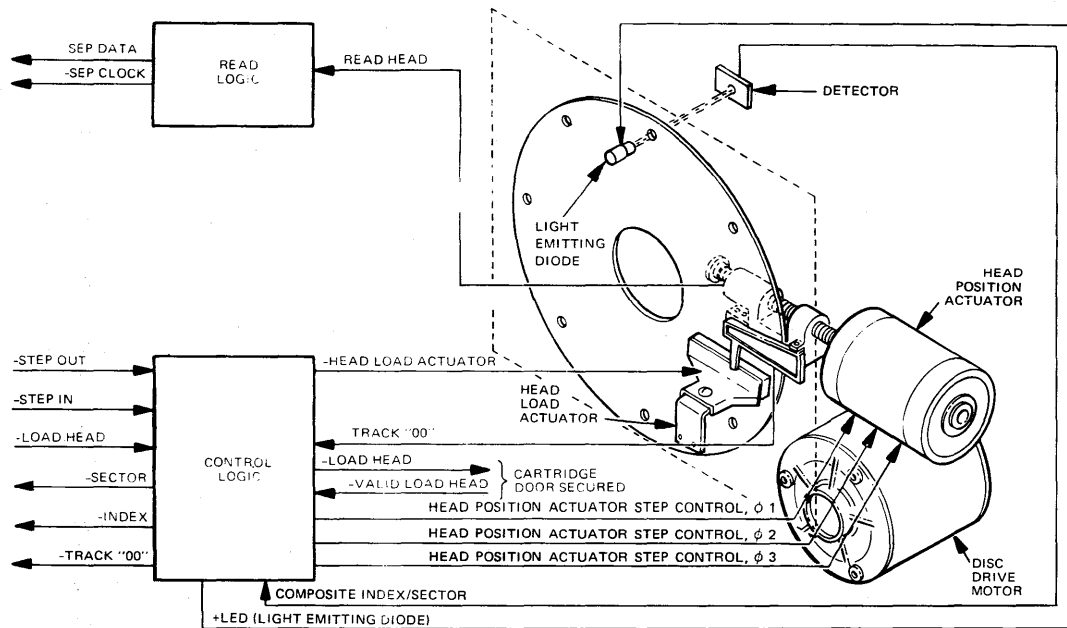 SEP DATA
-SEP CLOCK
READ
LOGIC
READ HEAD
DETECTOR
LIGHT
EMITTING
DIODE
HEAD
POSITION
ACTUATOR
-STEP OUT
-STEP IN
-LOAD HEAD
-SECTOR
-INDEX
-TRACK "00"
CONTROL
LOGIC
-HEAD LOAD ACTUATOR
HEAD
LOAD
ACTUATOR
TRACK "00"
-LOAD HEAD
-VALID LOAD HEAD
CARTRIDGE
DOOR SECURED
HEAD POSITION ACTUATOR STEP CONTROL, ϕ 1
HEAD POSITION ACTUATOR STEP CONTROL, ϕ 2
HEAD POSITION ACTUATOR STEP CONTROL, ϕ 3
DISC
DRIVE
MOTOR
COMPOSITE INDEX/SECTOR
+LED (LIGHT EMITTING DIODE)